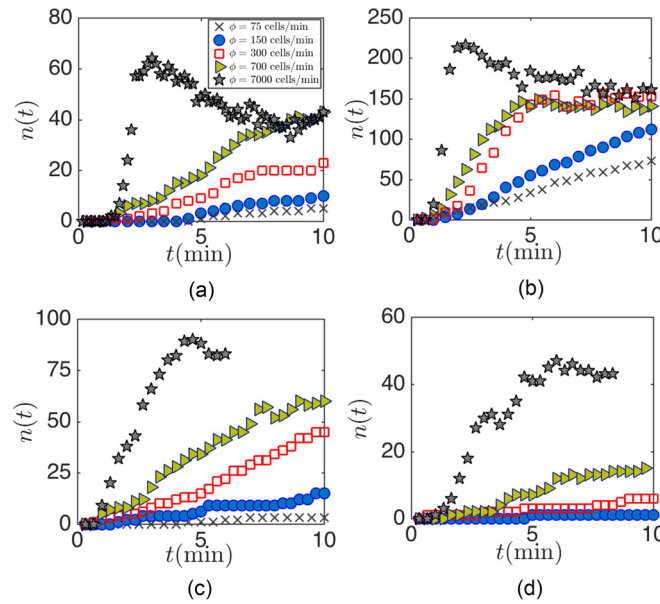 80
60
40
20
0
n(t)
ϕ = 75 cells/min
ϕ = 150 cells/min
ϕ = 300 cells/min
ϕ = 700 cells/min
ϕ = 7000 cells/min
0 5 10
t(min)
(a)
250
200
150
100
50
0
n(t)
0 5 10
t(min)
(b)
100
75
50
25
0
n(t)
0 5 10
t(min)
(c)
60
40
20
0
n(t)
0 5 10
t(min)
(d)